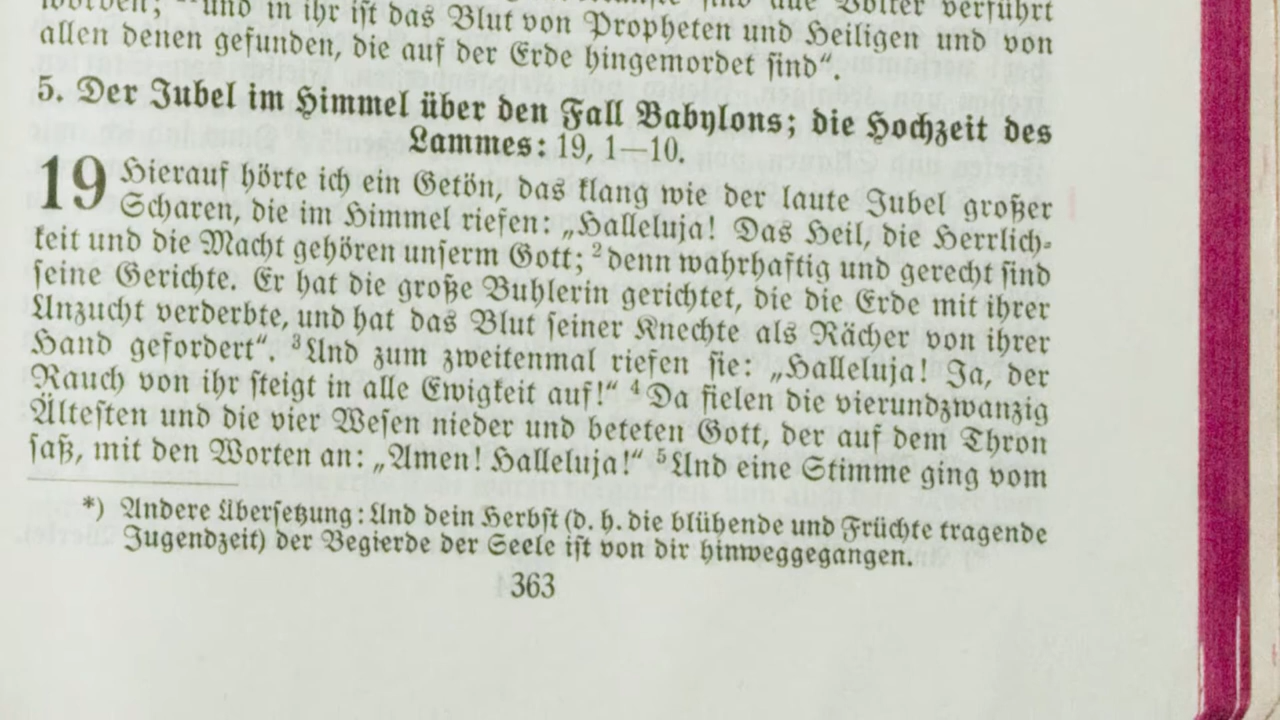 worden; und in ihr ist das Blut von Propheten und Heiligen und von
allen denen gefunden, die auf der Erde hingemordet sind“.
5. Der Jubel im Himmel über den Fall Babylons; die Hochzeit des
Lammes: 19, 1—10.
19 Hierauf hörte ich ein Getön, das klang wie der laute Jubel großer
Scharen, die im Himmel riefen: „Halleluja! Das Heil, die Herrlich-
keit und die Macht gehören unserm Gott; ²denn wahrhaftig und gerecht sind
seine Gerichte. Er hat die große Buhlerin gerichtet, die die Erde mit ihrer
Unzucht verderbte, und hat das Blut seiner Knechte als Rächer von ihrer
Hand gefordert“. ³Und zum zweitenmal riefen sie: „Halleluja! Ja, der
Rauch von ihr steigt in alle Ewigkeit auf!“ ⁴Da fielen die vierundzwanzig
Ältesten und die vier Wesen nieder und beteten Gott, der auf dem Thron
saß, mit den Worten an: „Amen! Halleluja!“ ⁵Und eine Stimme ging vom
*) Andere Übersetzung: Und dein Herbst (d. h. die blühende und Früchte tragende
Jugendzeit) der Begierde der Seele ist von dir hinweggegangen.
363